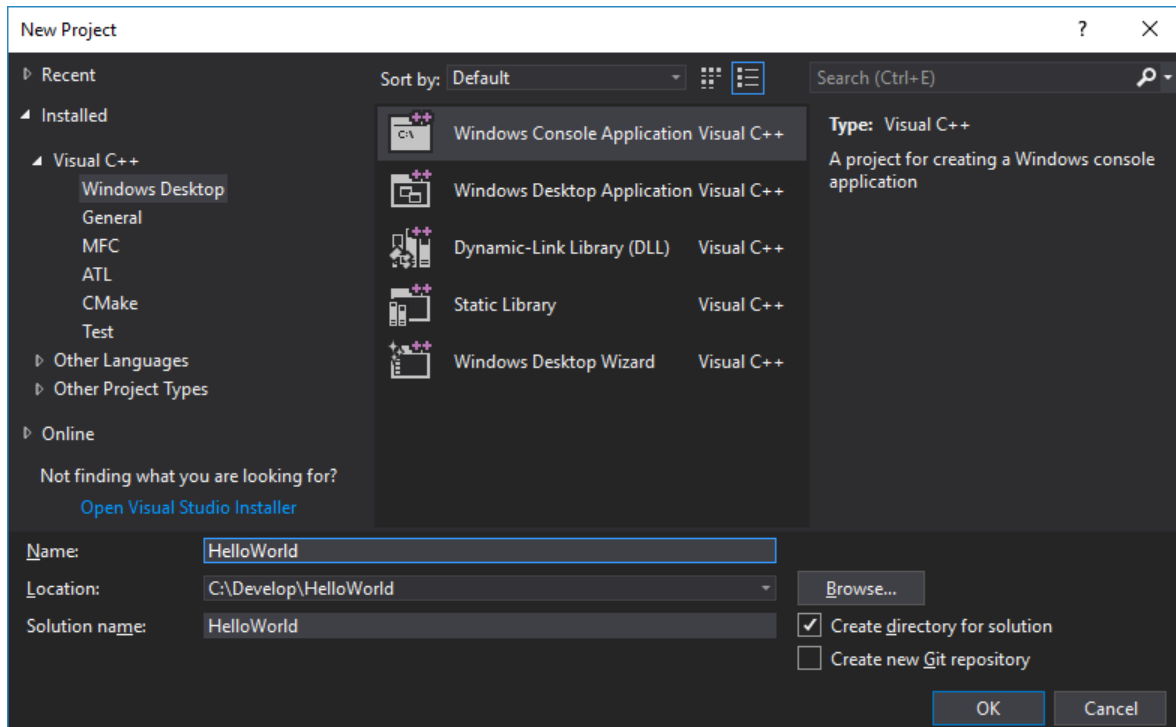 New Project
?
Recent
Installed
Visual C++
Windows Desktop
General
MFC
ATL
CMake
Test
Other Languages
Other Project Types
Online
Not finding what you are looking for?
Open Visual Studio Installer
Sort by: Default
Windows Console Application Visual C++
Windows Desktop Application Visual C++
Dynamic-Link Library (DLL) Visual C++
Static Library Visual C++
Windows Desktop Wizard Visual C++
Search (Ctrl+E)
Type: Visual C++
A project for creating a Windows console
application
Name: HelloWorld
Location: C:\Develop\HelloWorld
Browse...
Solution name: HelloWorld
Create directory for solution
Create new Git repository
OK
Cancel